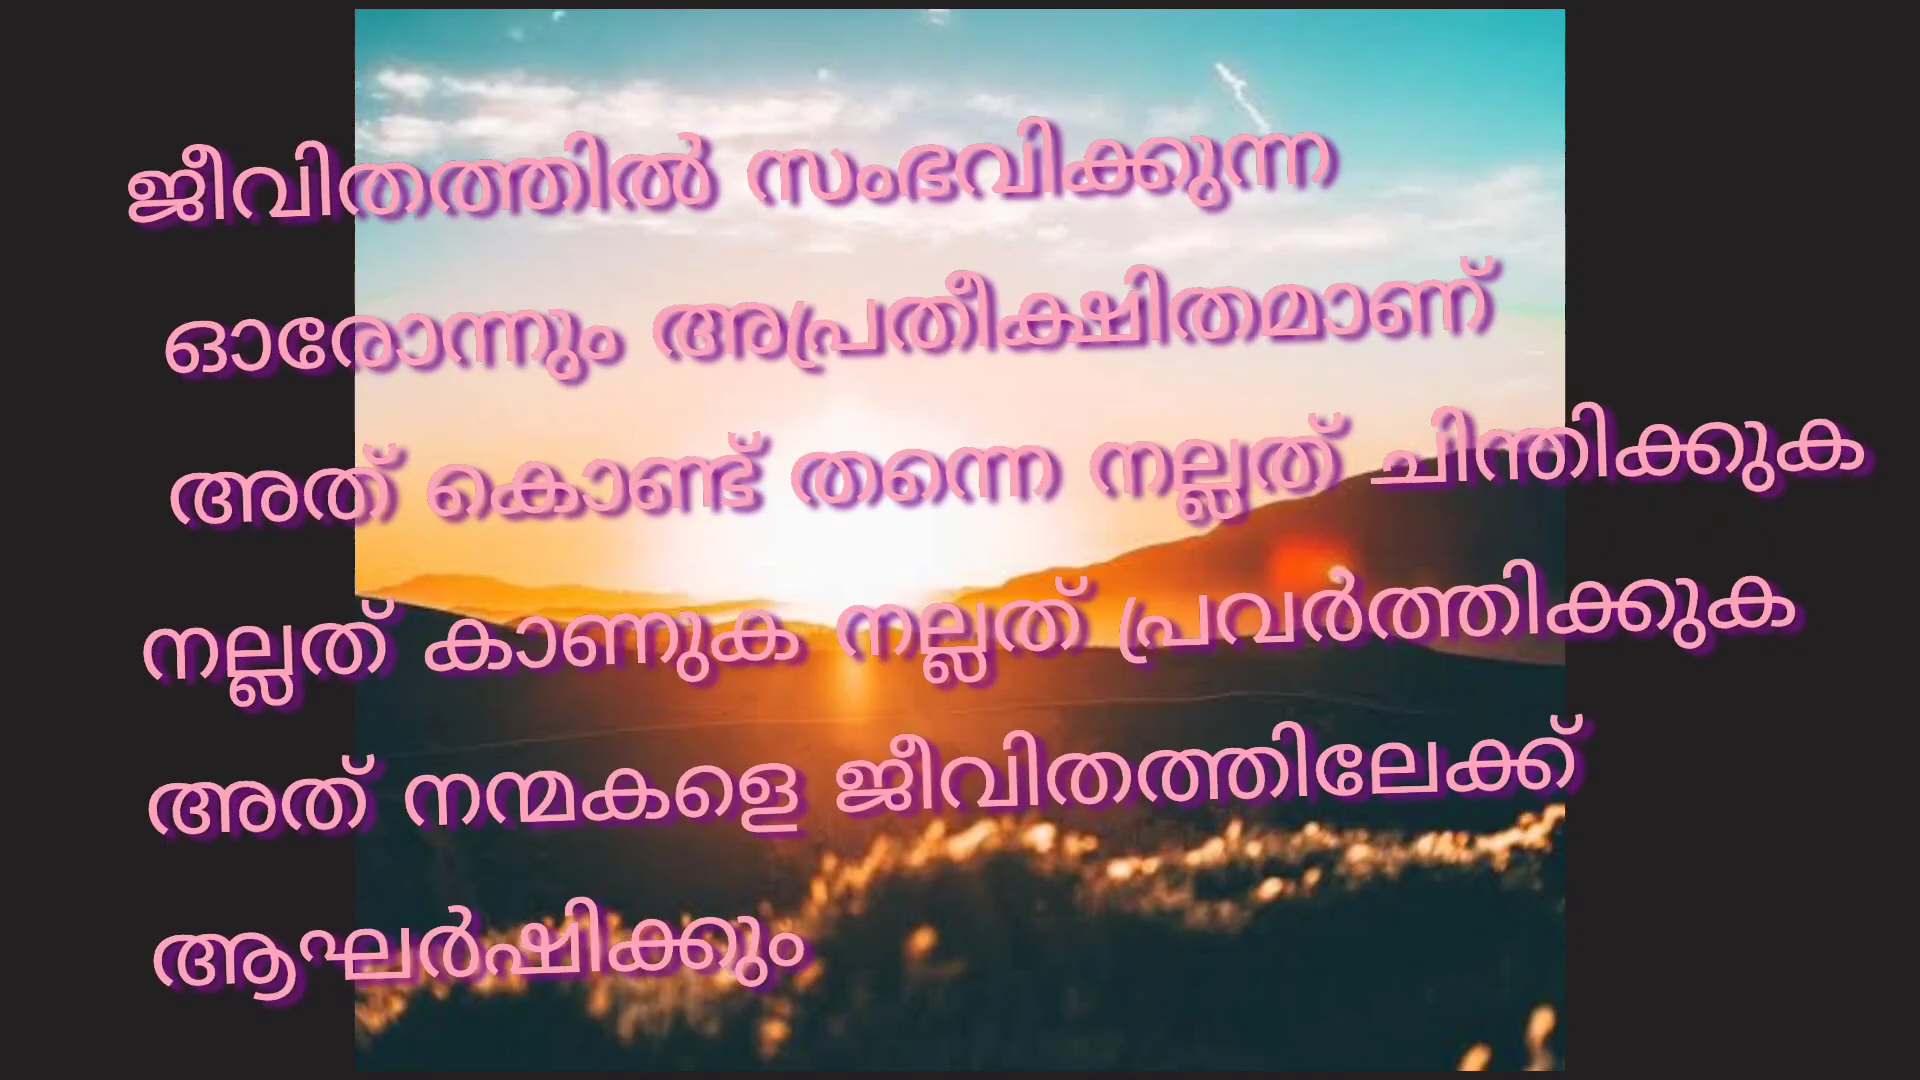 ജീവിതത്തിൽ സംഭവിക്കുന്ന
ഓരോന്നും അപ്രതീക്ഷിതമാണ്
അത് കൊണ്ട് തന്നെ നല്ലത് ചിന്തിക്കുക
നല്ലത് കാണുക നല്ലത് പ്രവർത്തിക്കുക
അത് നന്മകളെ ജീവിതത്തിലേക്ക്
ആഘർഷിക്കും